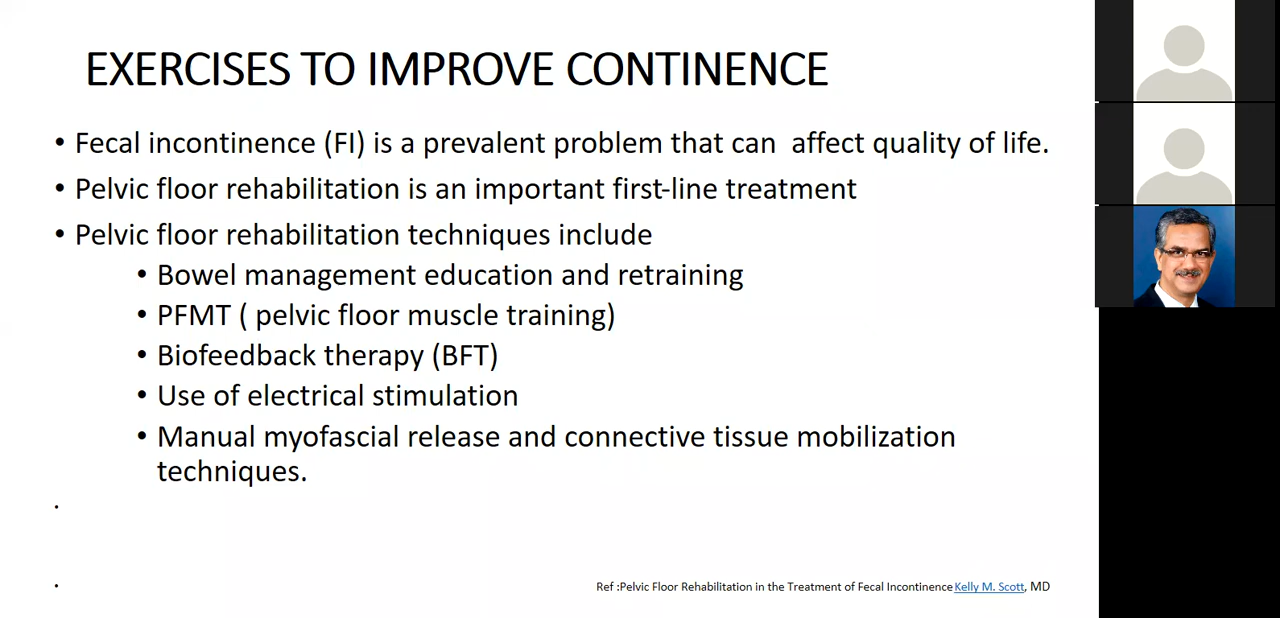 EXERCISES TO IMPROVE CONTINENCE
• Fecal incontinence (FI) is a prevalent problem that can  affect quality of life.
• Pelvic floor rehabilitation is an important first-line treatment
• Pelvic floor rehabilitation techniques include
• Bowel management education and retraining
• PFMT ( pelvic floor muscle training)
• Biofeedback therapy (BFT)
• Use of electrical stimulation
• Manual myofascial release and connective tissue mobilization
techniques.
•
•
Ref :Pelvic Floor Rehabilitation in the Treatment of Fecal Incontinence Kelly M. Scott, MD